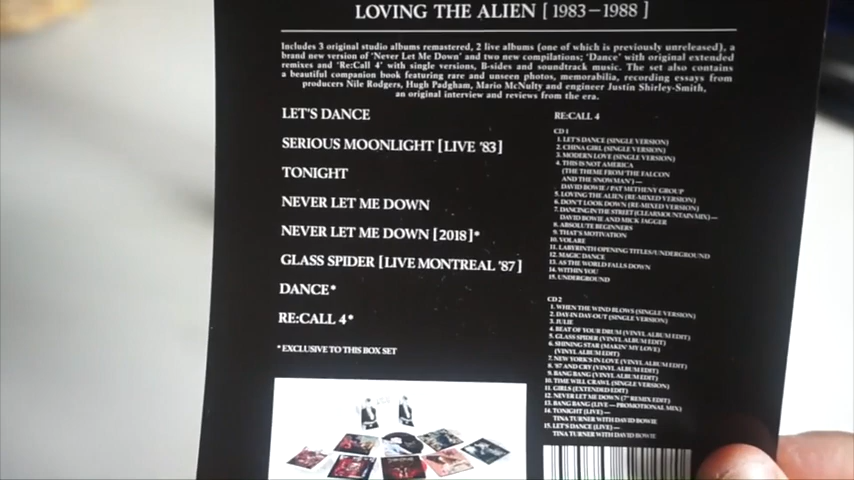 LOVING THE ALIEN [ 1983–1988 ]
Includes 3 original studio albums remastered, 2 live albums (one of which is previously unreleased), a
brand new version of 'Never Let Me Down' and two new compilations; 'Dance' with original extended
remixes and 'Re:Call 4' with single versions, B-sides and soundtrack music. The set also contains
a beautiful companion book featuring rare and unseen photos, memorabilia, recording essays from
producers Nile Rodgers, Hugh Padgham, Mario McNulty and engineer Justin Shirley-Smith,
an original interview and reviews from the era.
LET'S DANCE
SERIOUS MOONLIGHT [LIVE '83]
TONIGHT
NEVER LET ME DOWN
NEVER LET ME DOWN [2018]*
GLASS SPIDER [LIVE MONTREAL '87]
DANCE*
RE:CALL 4*
*EXCLUSIVE TO THIS BOX SET
RE:CALL 4
CD 1
1. LET'S DANCE (SINGLE VERSION)
2. CHINA GIRL (SINGLE VERSION)
3. MODERN LOVE (SINGLE VERSION)
4. THIS IS NOT AMERICA
(THE THEME FROM 'THE FALCON
AND THE SNOWMAN') —
DAVID BOWIE / PAT METHENY GROUP
5. LOVING THE ALIEN (RE-MIXED VERSION)
6. DON'T LOOK DOWN (RE-MIXED VERSION)
7. DANCING IN THE STREET (CLEARMOUNTAIN MIX) —
DAVID BOWIE AND MICK JAGGER
8. ABSOLUTE BEGINNERS
9. THAT'S MOTIVATION
10. VOLARE
11. LABYRINTH OPENING TITLES/UNDERGROUND
12. MAGIC DANCE
13. AS THE WORLD FALLS DOWN
14. WITHIN YOU
15. UNDERGROUND
CD 2
1. WHEN THE WIND BLOWS (SINGLE VERSION)
2. DAY-IN DAY-OUT (SINGLE VERSION)
3. JULIE
4. BEAT OF YOUR DRUM (VINYL ALBUM EDIT)
5. GLASS SPIDER (VINYL ALBUM EDIT)
6. SHINING STAR (MAKIN' MY LOVE)
(VINYL ALBUM EDIT)
7. NEW YORK'S IN LOVE (VINYL ALBUM EDIT)
8. '87 AND CRY (VINYL ALBUM EDIT)
9. BANG BANG (VINYL ALBUM EDIT)
10. TIME WILL CRAWL (SINGLE VERSION)
11. GIRLS (EXTENDED EDIT)
12. NEVER LET ME DOWN (7" REMIX EDIT)
13. BANG BANG (LIVE – PROMOTIONAL MIX)
14. TONIGHT (LIVE) —
TINA TURNER WITH DAVID BOWIE
15. LET'S DANCE (LIVE) —
TINA TURNER WITH DAVID BOWIE